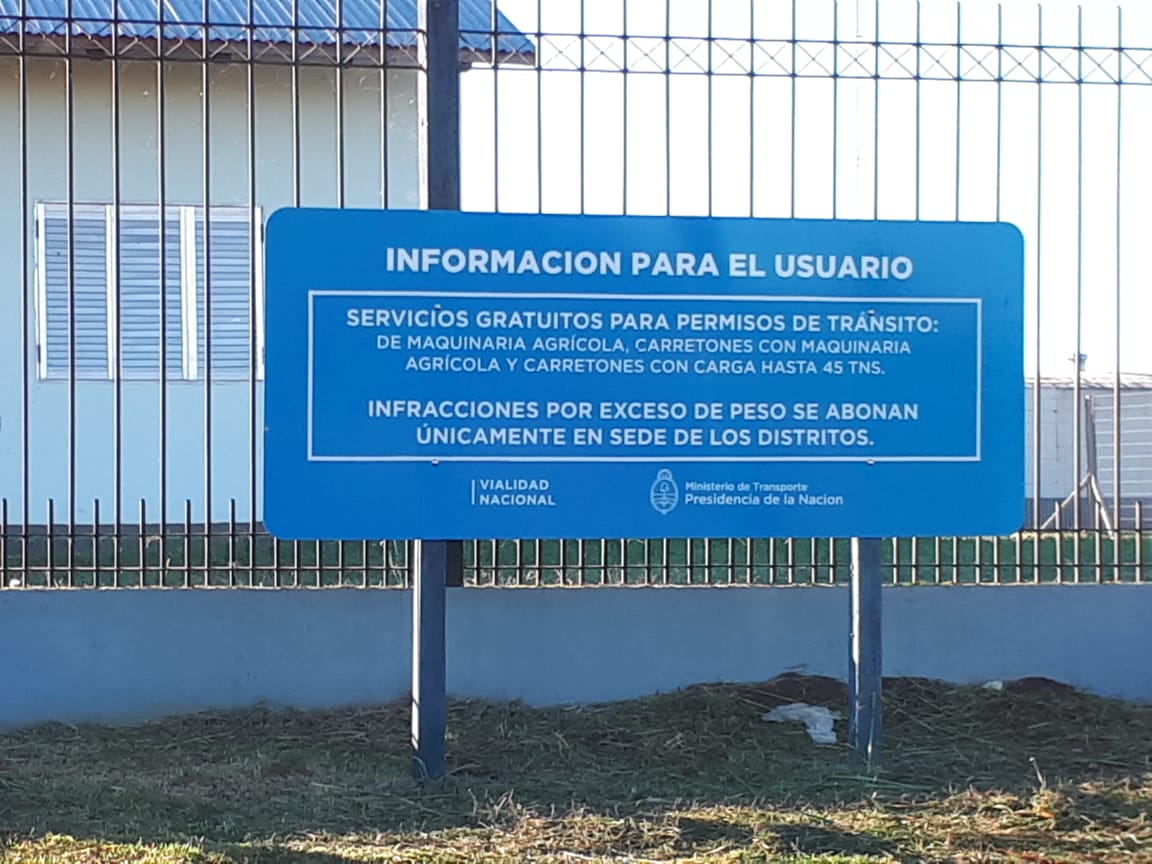 INFORMACION PARA EL USUARIO
SERVICIOS GRATUITOS PARA PERMISOS DE TRÁNSITO:
DE MAQUINARIA AGRÍCOLA, CARRETONES CON MAQUINARIA
AGRÍCOLA Y CARRETONES CON CARGA HASTA 45 TNS.
INFRACCIONES POR EXCESO DE PESO SE ABONAN
ÚNICAMENTE EN SEDE DE LOS DISTRITOS.
VIALIDAD
NACIONAL
Ministerio de Transporte
Presidencia de la Nacion